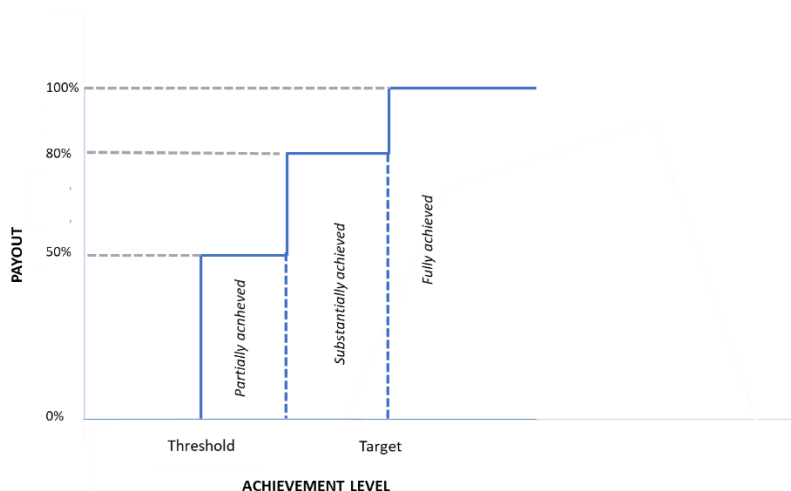 100%
80%
50%
0%
PAYOUT
Partially acnheved
Substantially achieved
Fully achieved
Threshold
Target
ACHIEVEMENT LEVEL